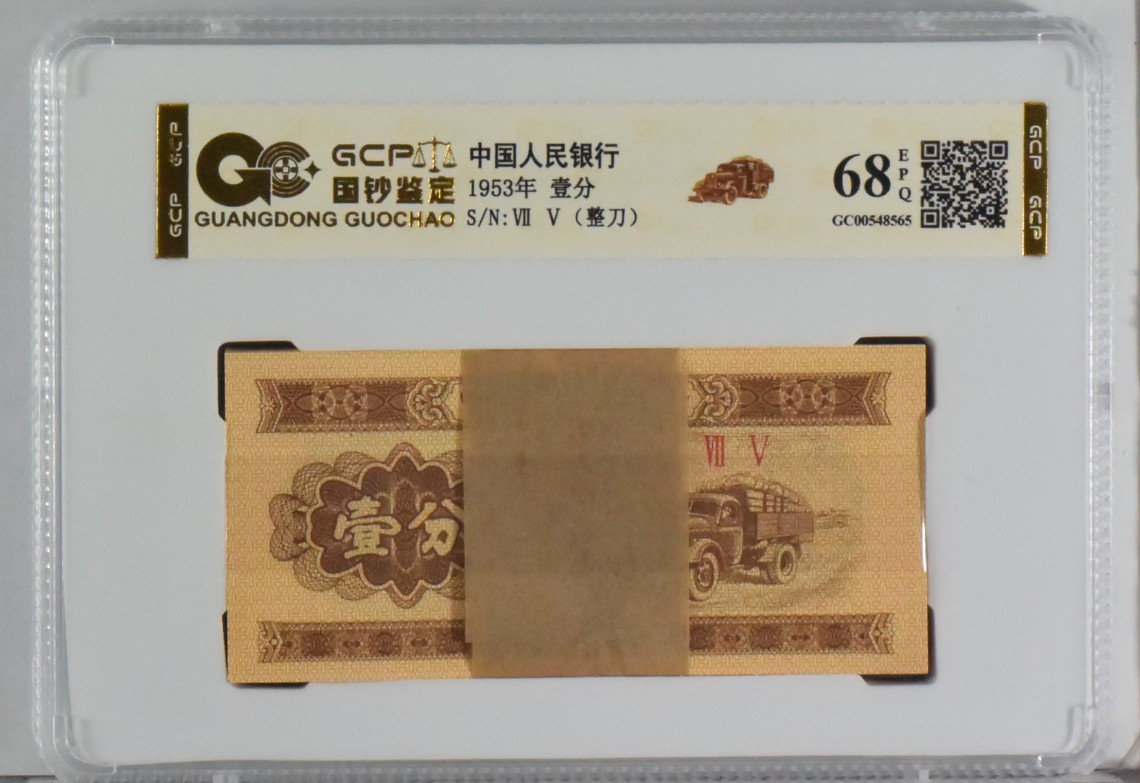 GCP GCP
GCP
国钞鉴定
GUANGDONG GUOCHAO
中国人民银行
1953年 壹分
S/N:Ⅶ Ⅴ（整刀）
68
EPQ
GC00548565
GCP GCP
Ⅶ Ⅴ
壹分